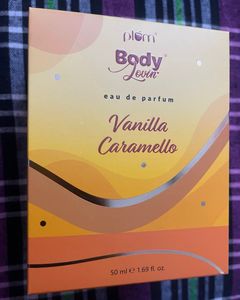 plum
Body
Lovin'
eau de parfum
Vanilla
Caramello
50 ml e 1.69 fl. oz.